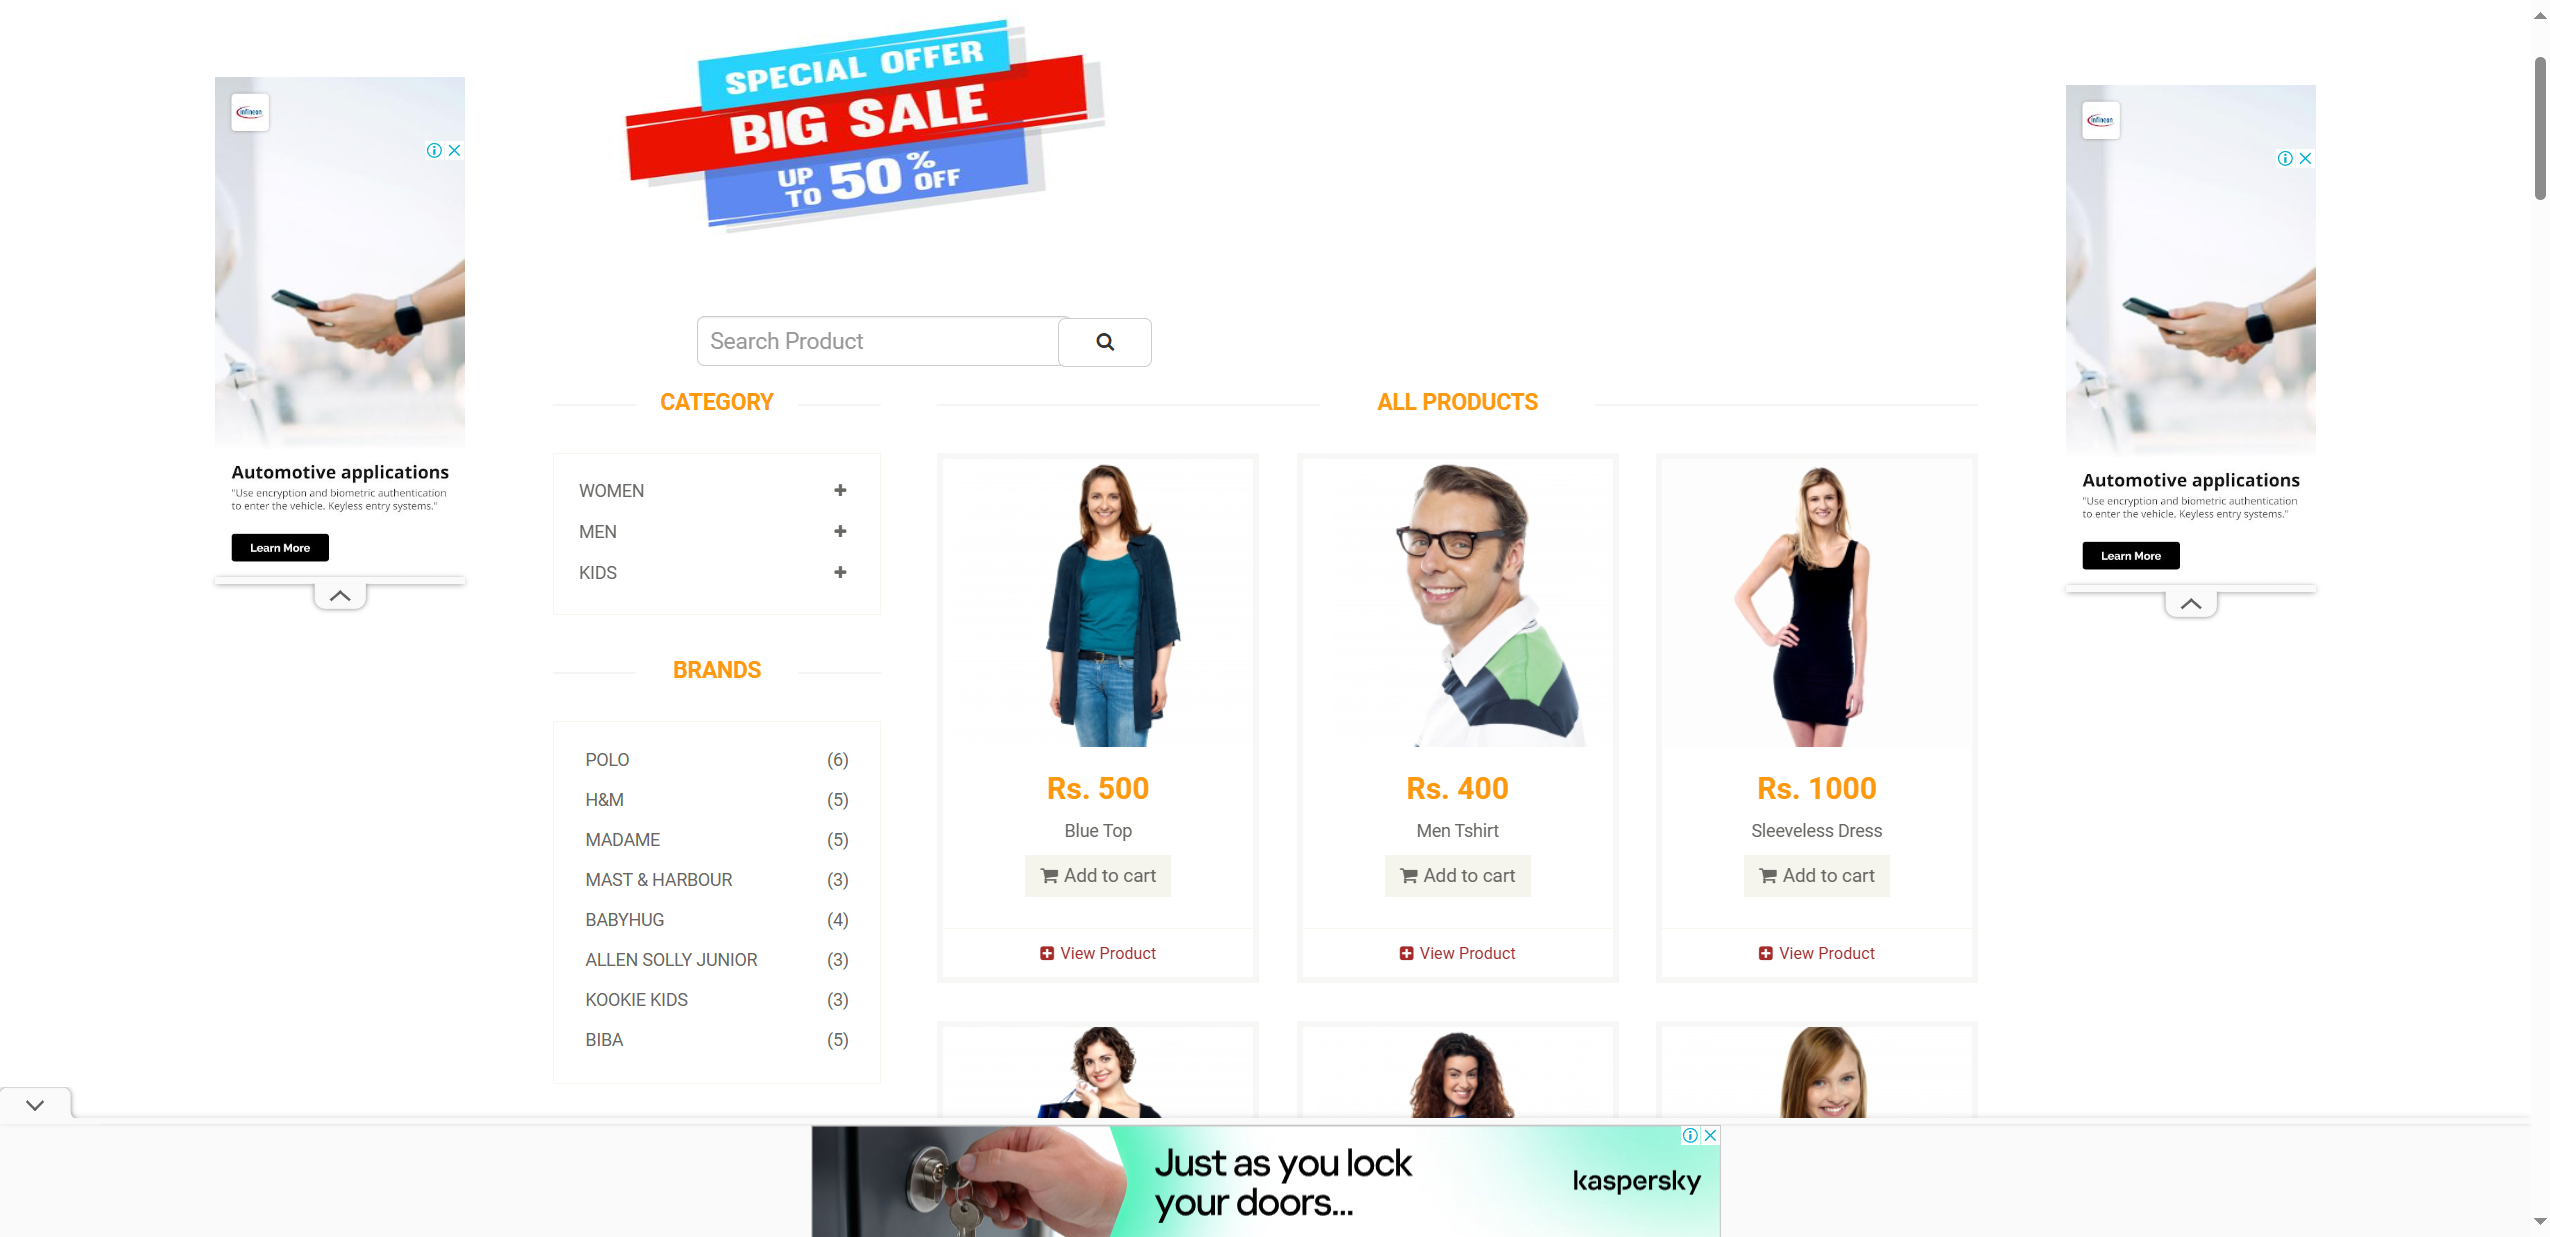 SPECIAL OFFER
BIG SALE
UP TO 50% OFF
infineon
Automotive applications
"Use encryption and biometric authentication
to enter the vehicle. Keyless entry systems."
Learn More
Search Product
CATEGORY
WOMEN
MEN
KIDS
BRANDS
POLO (6)
H&M (5)
MADAME (5)
MAST & HARBOUR (3)
BABYHUG (4)
ALLEN SOLLY JUNIOR (3)
KOOKIE KIDS (3)
BIBA (5)
ALL PRODUCTS
Rs. 500
Blue Top
Add to cart
View Product
Rs. 400
Men Tshirt
Add to cart
View Product
Rs. 1000
Sleeveless Dress
Add to cart
View Product
infineon
Automotive applications
"Use encryption and biometric authentication
to enter the vehicle. Keyless entry systems."
Learn More
Just as you lock
your doors...
kaspersky